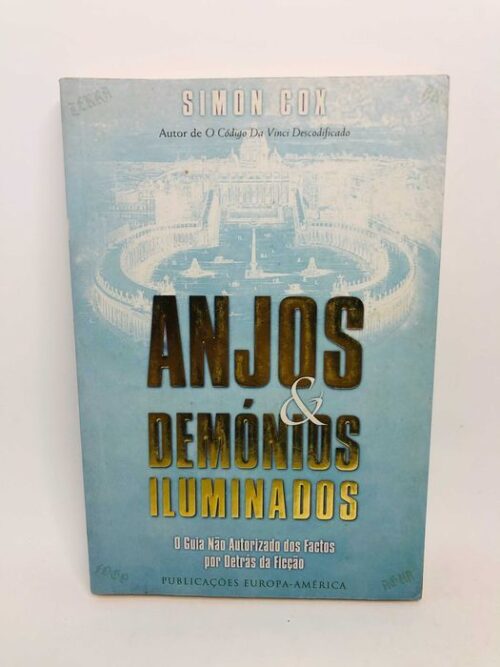 SIMON COX
Autor de O Código Da Vinci Descodificado
ANJOS
&
DEMÓNIOS
ILUMINADOS
O Guia Não Autorizado dos Factos
por Detrás da Ficção
PUBLICAÇÕES EUROPA-AMÉRICA